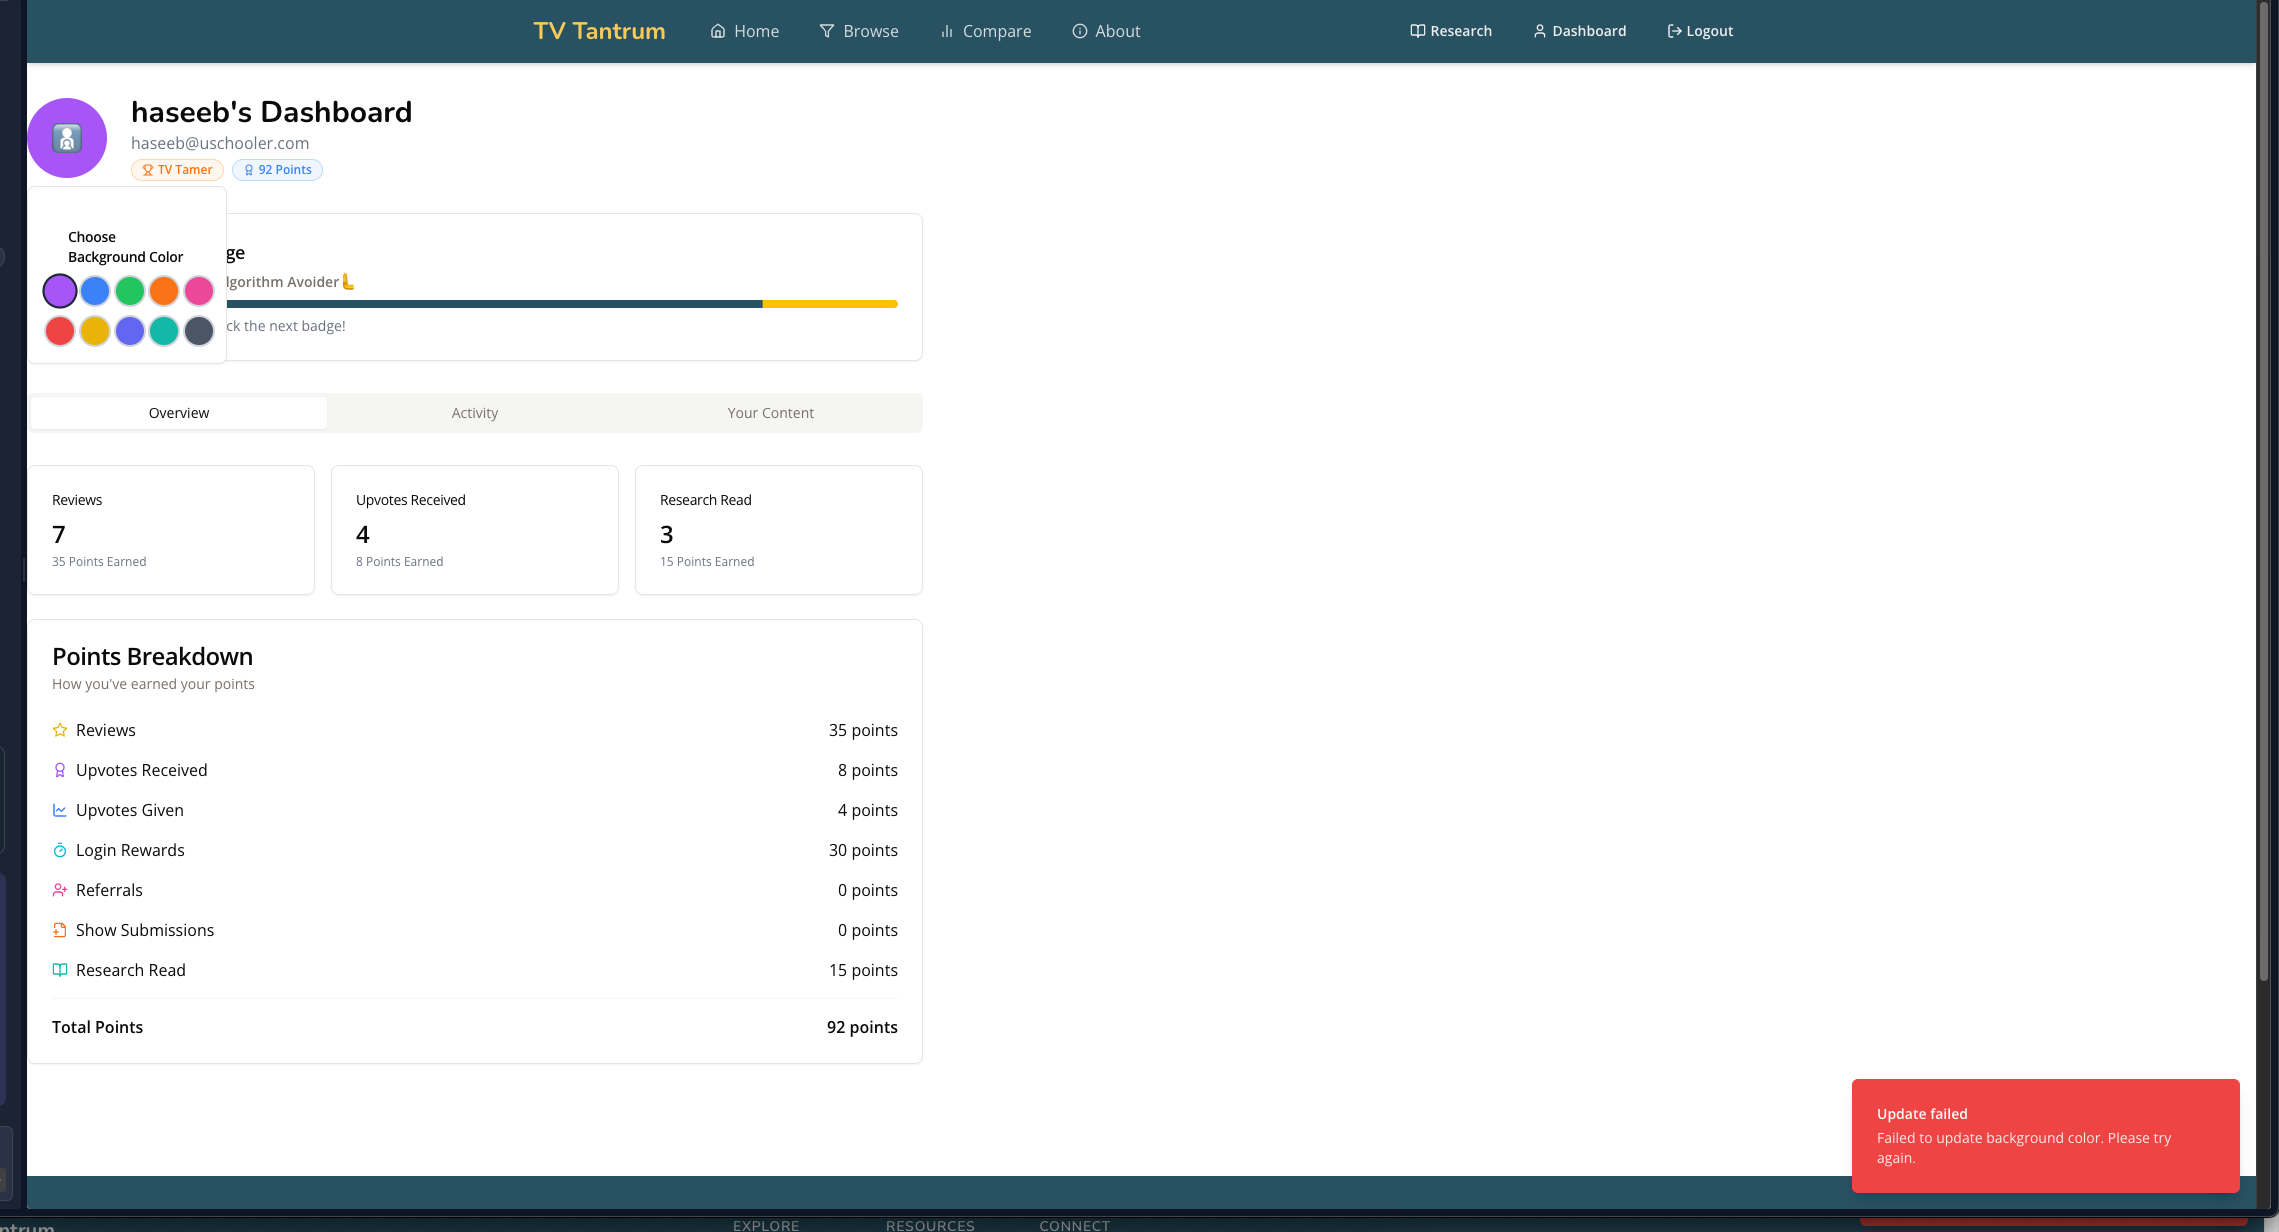 TV Tantrum Home Browse Compare About Research Dashboard Logout
haseeb's Dashboard
haseeb@uschooler.com
TV Tamer 92 Points
Choose
Background Color
ge
lgorithm Avoider
ck the next badge!
Overview Activity Your Content
Reviews
7
35 Points Earned
Upvotes Received
4
8 Points Earned
Research Read
3
15 Points Earned
Points Breakdown
How you've earned your points
Reviews 35 points
Upvotes Received 8 points
Upvotes Given 4 points
Login Rewards 30 points
Referrals 0 points
Show Submissions 0 points
Research Read 15 points
Total Points 92 points
Update failed
Failed to update background color. Please try
again.
ntrum EXPLORE RESOURCES CONNECT